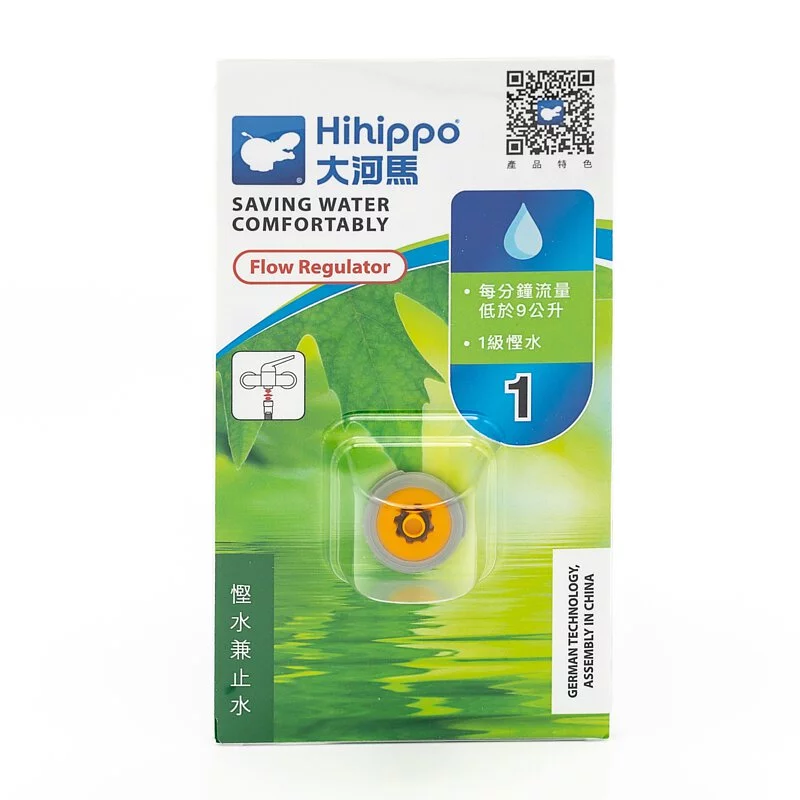 Hihippo®
大河馬
®
產品特色
SAVING WATER
COMFORTABLY
Flow Regulator
• 每分鐘流量
低於9公升
• 1級慳水
1
慳水兼止水
GERMAN TECHNOLOGY,
ASSEMBLY IN CHINA